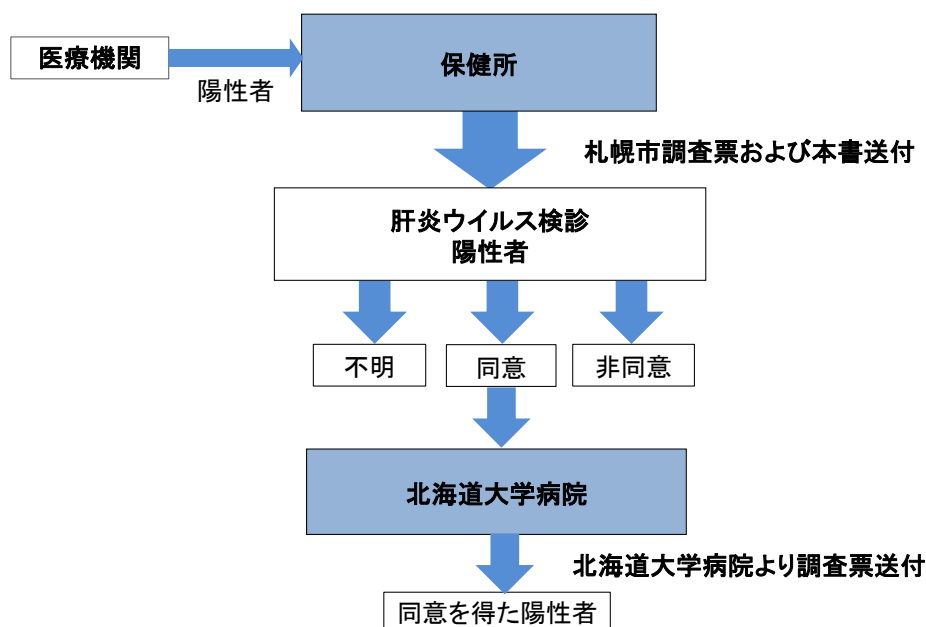 医療機関
保健所
陽性者
札幌市調査票および本書送付
肝炎ウイルス検診
陽性者
不明
同意
非同意
北海道大学病院
北海道大学病院より調査票送付
同意を得た陽性者